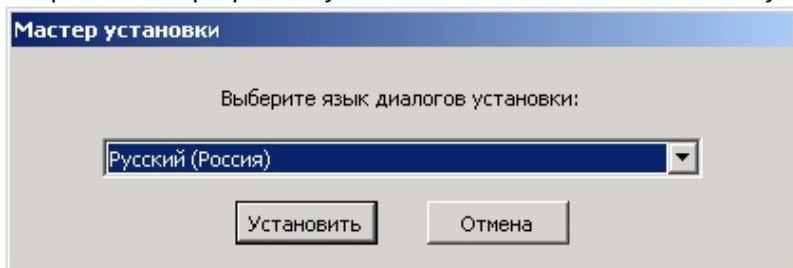 Мастер установки
Выберите язык диалогов установки:
Русский (Россия)
Установить
Отмена